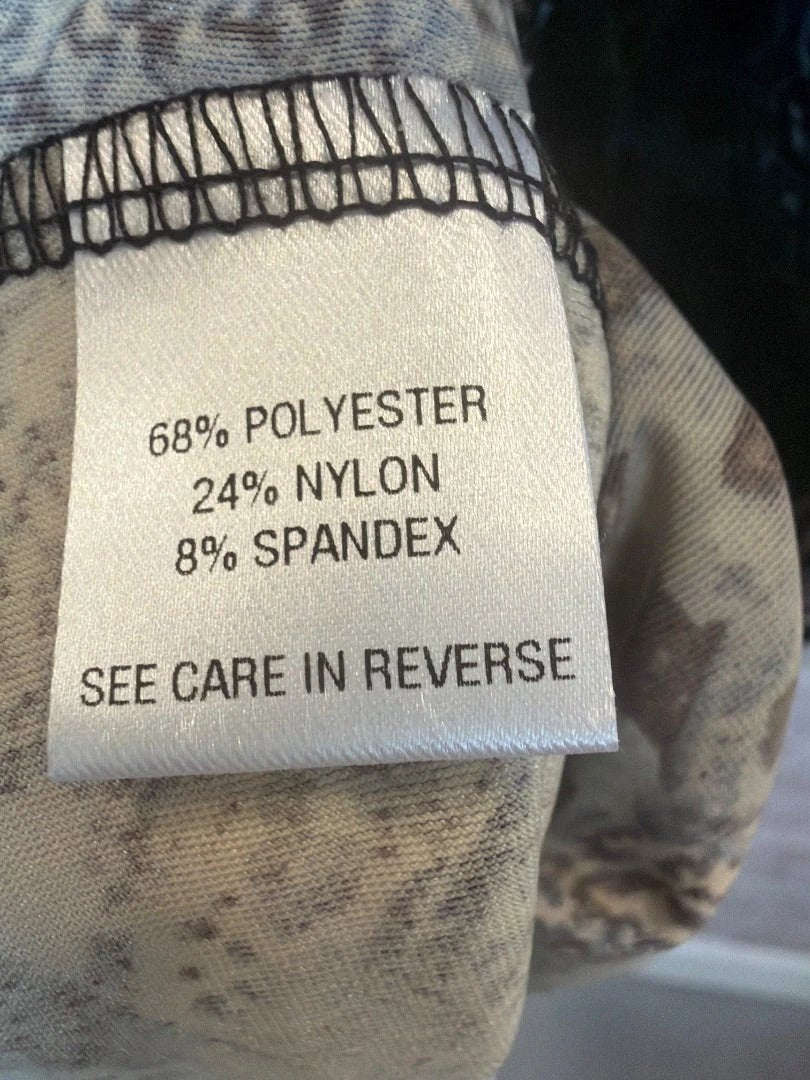 68% POLYESTER
24% NYLON
8% SPANDEX
SEE CARE IN REVERSE